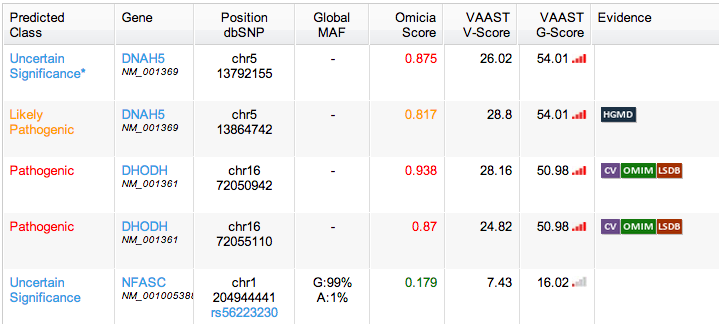 Predicted Class Gene Position dbSNP Global MAF Omicia Score VAAST V-Score VAAST G-Score Evidence
Uncertain Significance* DNAH5 NM_001369 chr5 13792155 - 0.875 26.02 54.01
Likely Pathogenic DNAH5 NM_001369 chr5 13864742 - 0.817 28.8 54.01 HGMD
Pathogenic DHODH NM_001361 chr16 72050942 - 0.938 28.16 50.98 CV OMIM LSDB
Pathogenic DHODH NM_001361 chr16 72055110 - 0.87 24.82 50.98 CV OMIM LSDB
Uncertain Significance NFASC NM_001005388 chr1 204944441 rs56223230 G:99% A:1% 0.179 7.43 16.02